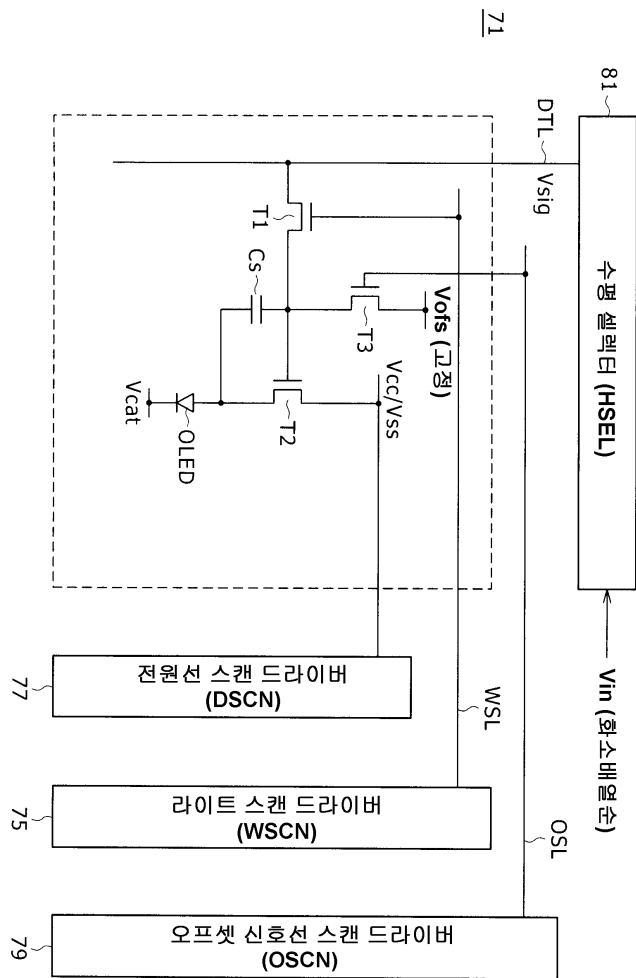 71
81
수평 셀렉터 (HSEL)
Vin (화소배열순)
DTL
Vsig
OSL
WSL
Vofs (고정)
T1
T3
Cs
Vcc/Vss
T2
OLED
Vcat
전원선 스캔 드라이버
(DSCN)
77
라이트 스캔 드라이버
(WSCN)
75
오프셋 신호선 스캔 드라이버
(OSCN)
79